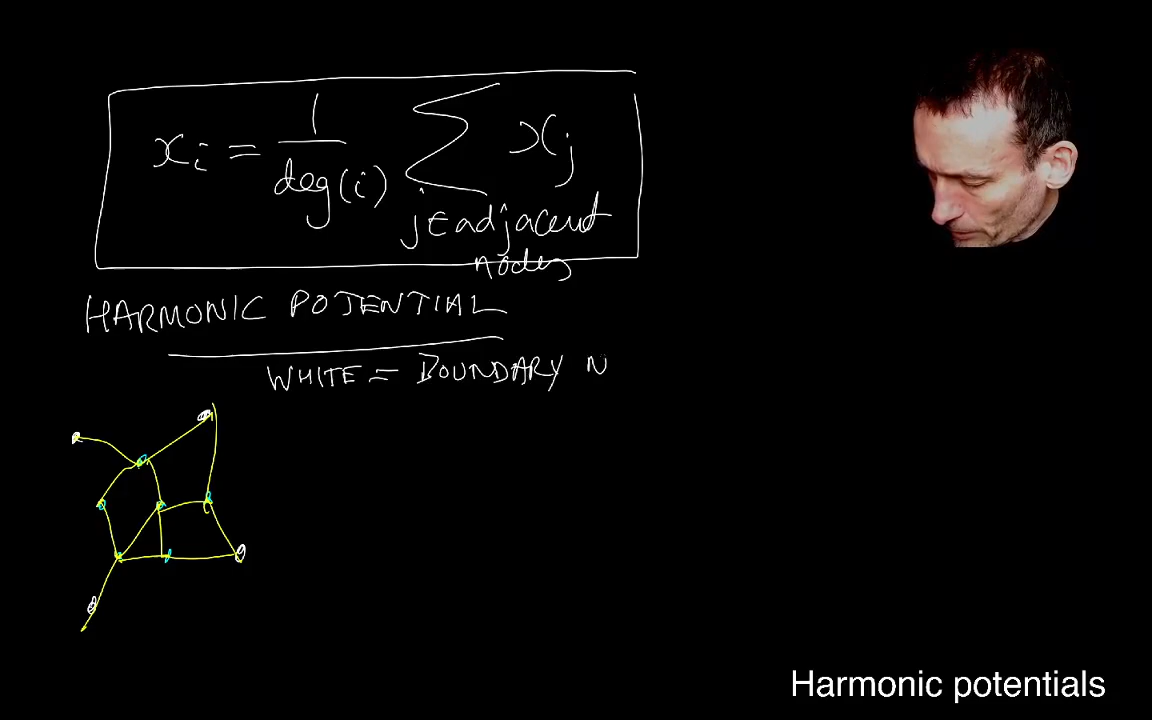 xᵢ = 1/deg(i) ∑ xⱼ
j ∈ adjacent
nodes
HARMONIC POTENTIAL
WHITE = BOUNDARY N
Harmonic potentials